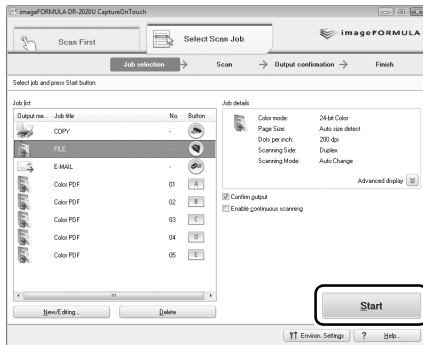 imageFORMULA DR-2020U CaptureOnTouch
Scan First
Select Scan Job
imageFORMULA
Job selection
Scan
Output confirmation
Finish
Select job and press Start button.
Job list
Output me... Job title No. Button
COPY -
FILE -
E-MAIL -
Color PDF 01 A
Color PDF 02 B
Color PDF 03 C
Color PDF 04 D
Color PDF 05 E
New/Editing...
Delete
Job details
Color mode: 24-bit Color
Page Size: Auto size detect
Dots per inch: 200 dpi
Scanning Side: Duplex
Scanning Mode: Auto Change
Advanced display
Confirm output
Enable continuous scanning
Start
Environ. Settings
? Help...